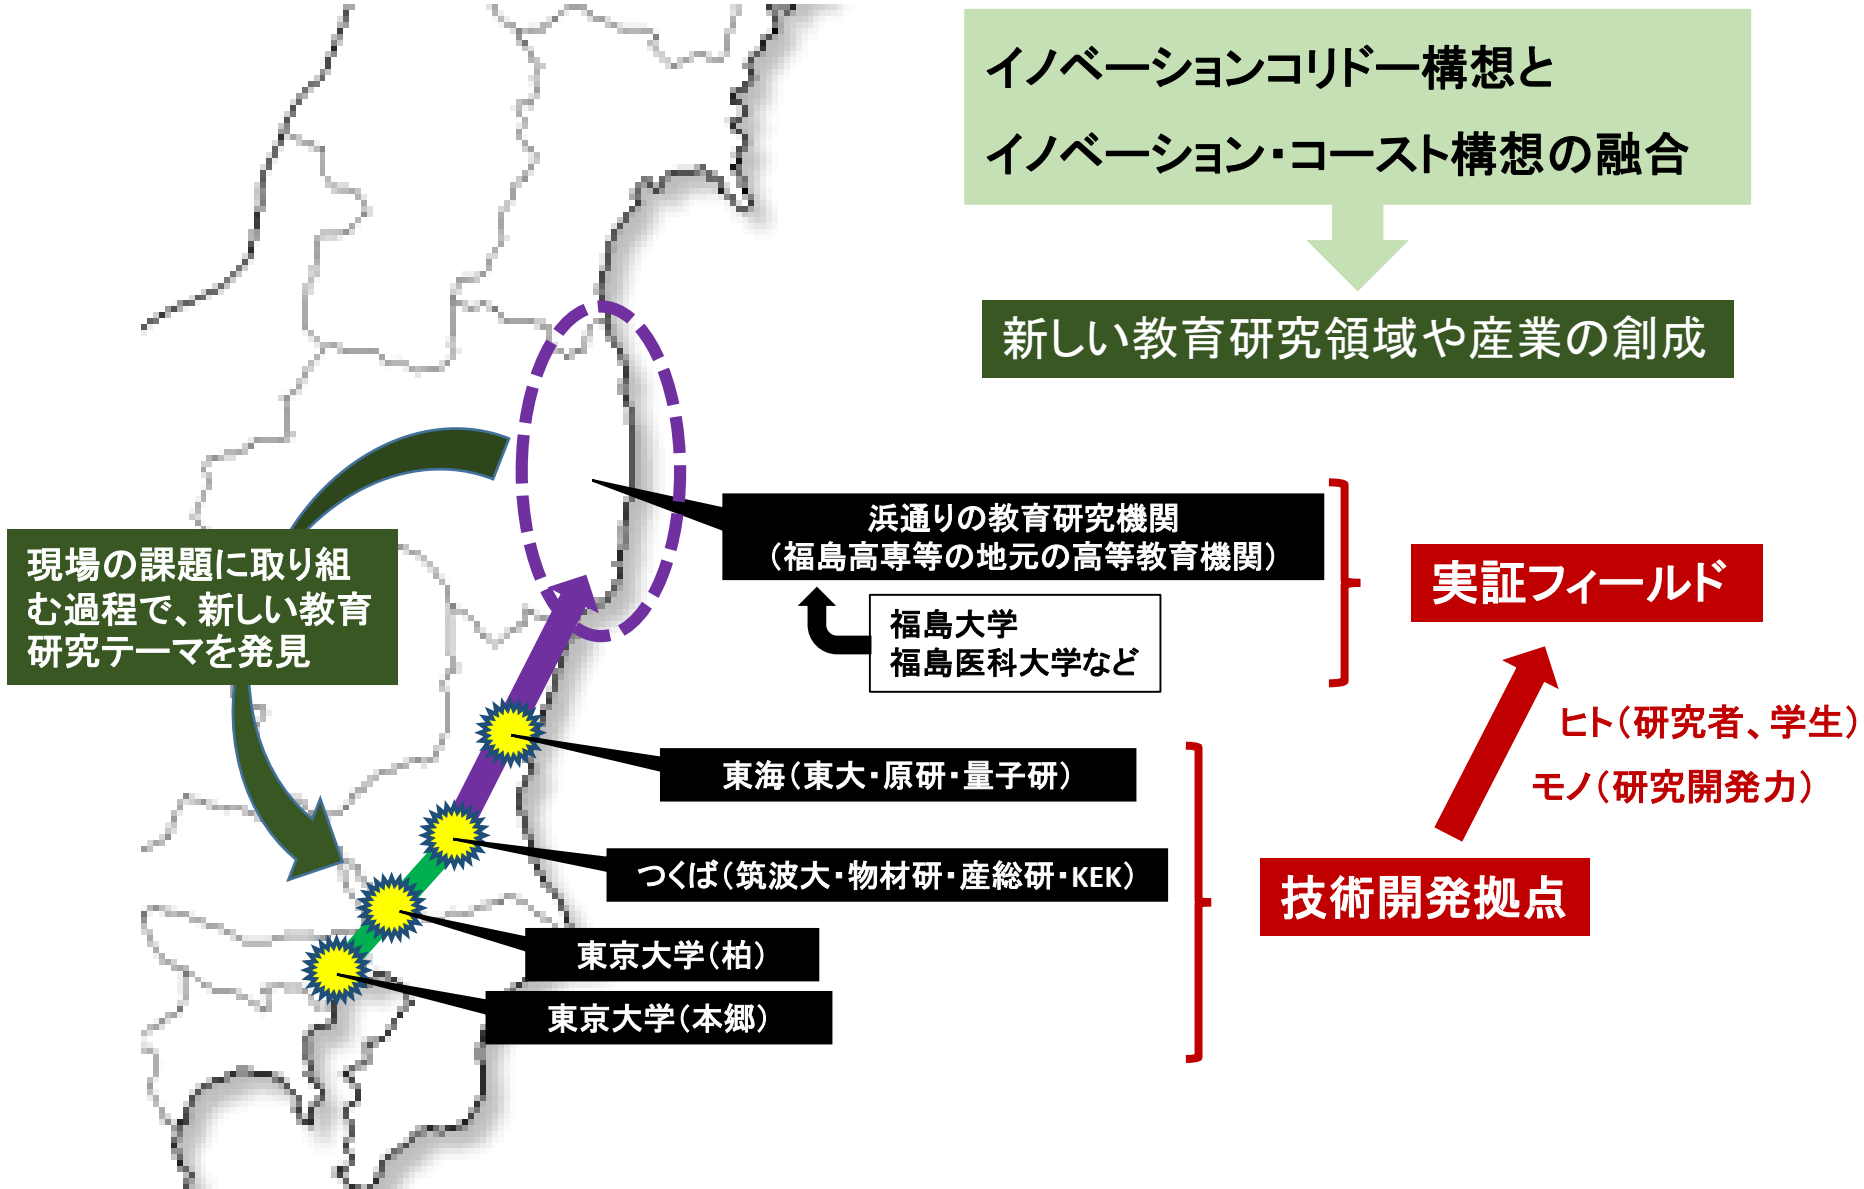 イノベーションコリドー構想と
イノベーション・コースト構想の融合
新しい教育研究領域や産業の創成
浜通りの教育研究機関
（福島高専等の地元の高等教育機関）
福島大学
福島医科大学など
実証フィールド
現場の課題に取り組
む過程で、新しい教育
研究テーマを発見
ヒト（研究者、学生）
モノ（研究開発力）
東海（東大・原研・量子研）
つくば（筑波大・物材研・産総研・KEK）
技術開発拠点
東京大学（柏）
東京大学（本郷）